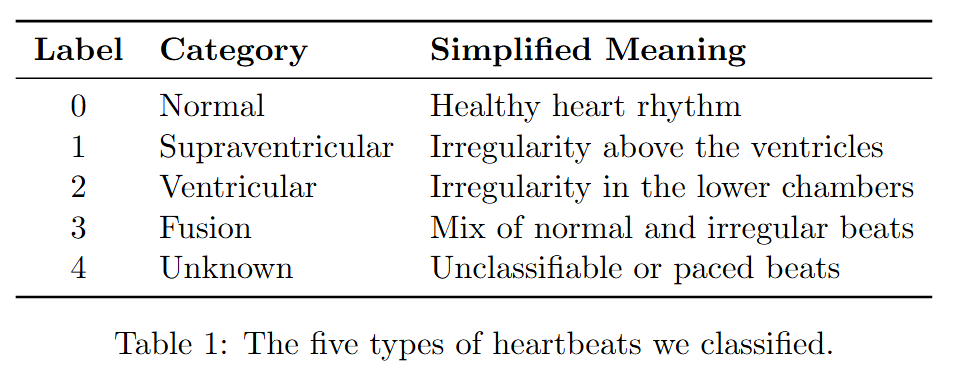 Label Category Simplified Meaning
0 Normal Healthy heart rhythm
1 Supraventricular Irregularity above the ventricles
2 Ventricular Irregularity in the lower chambers
3 Fusion Mix of normal and irregular beats
4 Unknown Unclassifiable or paced beats
Table 1: The five types of heartbeats we classified.